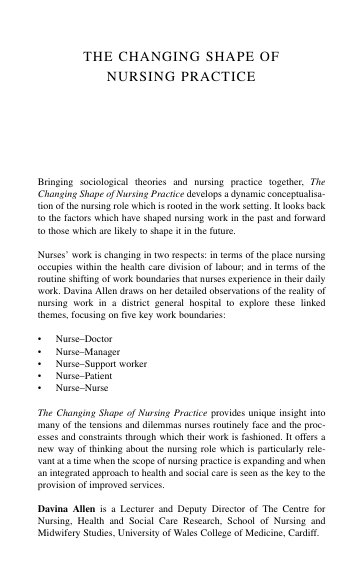 THE CHANGING SHAPE OF
NURSING PRACTICE
Bringing sociological theories and nursing practice together, The
Changing Shape of Nursing Practice develops a dynamic conceptualisa-
tion of the nursing role which is rooted in the work setting. It looks back
to the factors which have shaped nursing work in the past and forward
to those which are likely to shape it in the future.
Nurses’ work is changing in two respects: in terms of the place nursing
occupies within the health care division of labour; and in terms of the
routine shifting of work boundaries that nurses experience in their daily
work. Davina Allen draws on her detailed observations of the reality of
nursing work in a district general hospital to explore these linked
themes, focusing on five key work boundaries:
• Nurse–Doctor
• Nurse–Manager
• Nurse–Support worker
• Nurse–Patient
• Nurse–Nurse
The Changing Shape of Nursing Practice provides unique insight into
many of the tensions and dilemmas nurses routinely face and the proc-
esses and constraints through which their work is fashioned. It offers a
new way of thinking about the nursing role which is particularly rele-
vant at a time when the scope of nursing practice is expanding and when
an integrated approach to health and social care is seen as the key to the
provision of improved services.
Davina Allen is a Lecturer and Deputy Director of The Centre for
Nursing, Health and Social Care Research, School of Nursing and
Midwifery Studies, University of Wales College of Medicine, Cardiff.